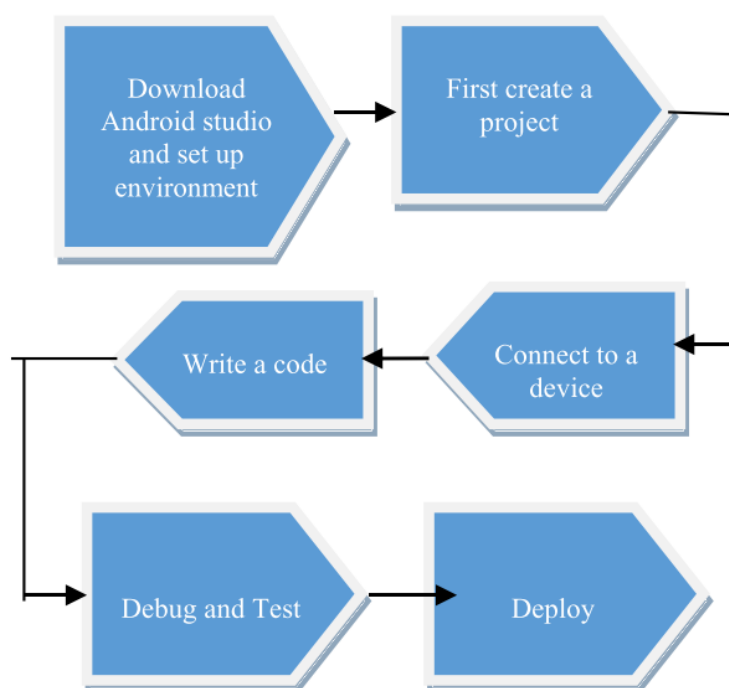 Download
Android studio
and set up
environment
First create a
project
Connect to a
device
Write a code
Debug and Test
Deploy